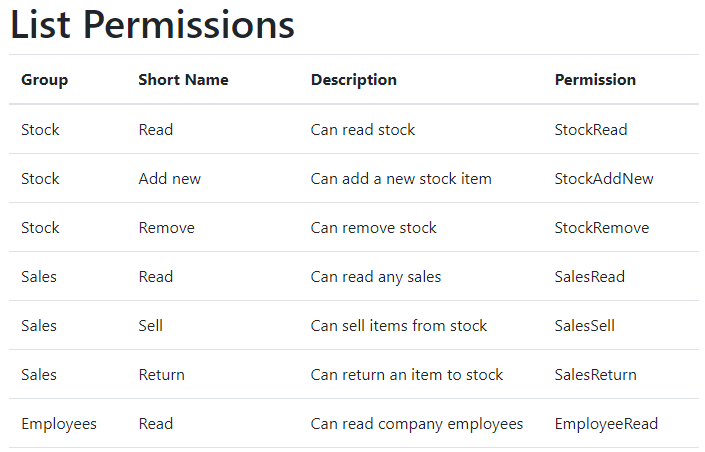 List Permissions
Group Short Name Description Permission
Stock Read Can read stock StockRead
Stock Add new Can add a new stock item StockAddNew
Stock Remove Can remove stock StockRemove
Sales Read Can read any sales SalesRead
Sales Sell Can sell items from stock SalesSell
Sales Return Can return an item to stock SalesReturn
Employees Read Can read company employees EmployeeRead